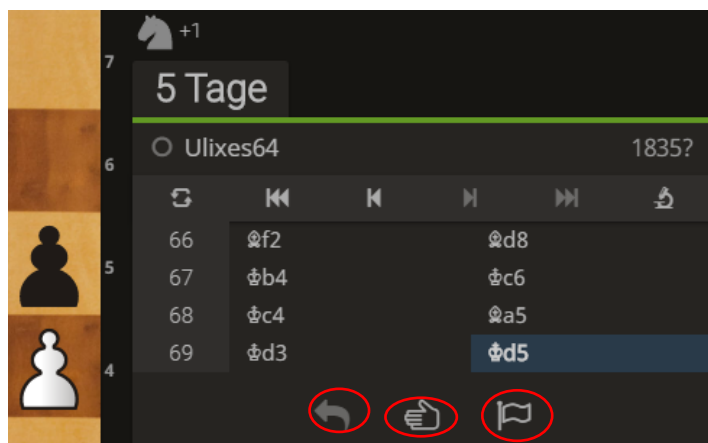 +1
7
5 Tage
Ulixes64 1835?
6
66 ♗f2 ♗d8
5
67 ♔b4 ♔c6
68 ♔c4 ♗a5
69 ♔d3 ♔d5
4